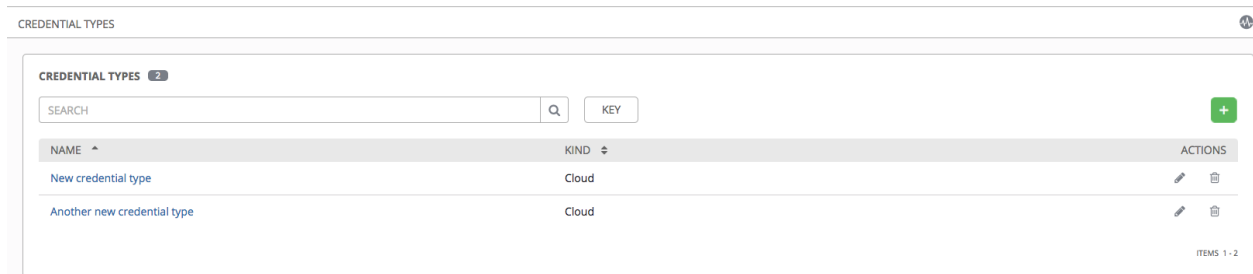 CREDENTIAL TYPES
CREDENTIAL TYPES 2
SEARCH KEY +
NAME KIND ACTIONS
New credential type Cloud
Another new credential type Cloud
ITEMS 1 - 2